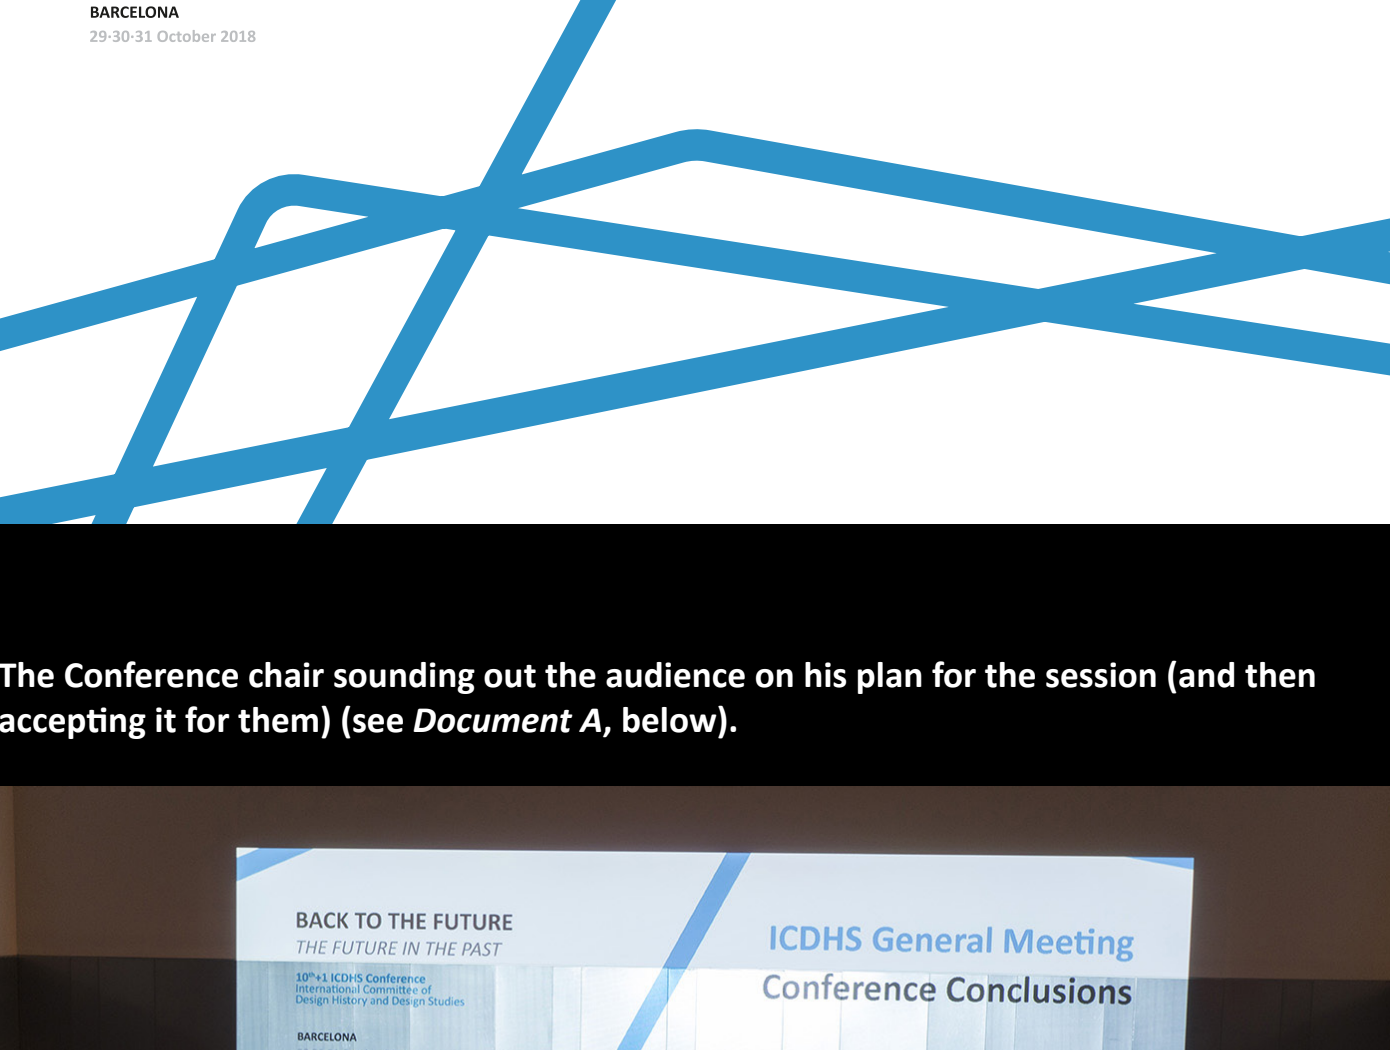 BARCELONA
29·30·31 October 2018
The Conference chair sounding out the audience on his plan for the session (and then
accepting it for them) (see Document A, below).
BACK TO THE FUTURE
THE FUTURE IN THE PAST
10th+1 ICDHS Conference
International Committee of
Design History and Design Studies
BARCELONA
ICDHS General Meeting
Conference Conclusions